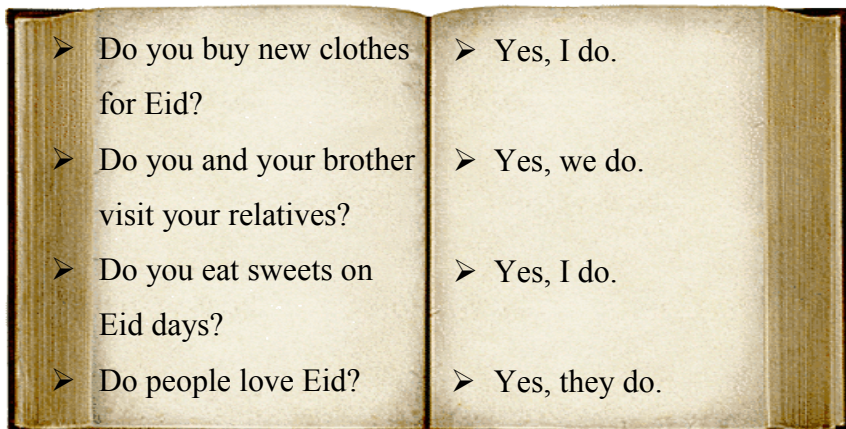 ➢ Do you buy new clothes
for Eid?
➢ Do you and your brother
visit your relatives?
➢ Do you eat sweets on
Eid days?
➢ Do people love Eid?
➢ Yes, I do.
➢ Yes, we do.
➢ Yes, I do.
➢ Yes, they do.